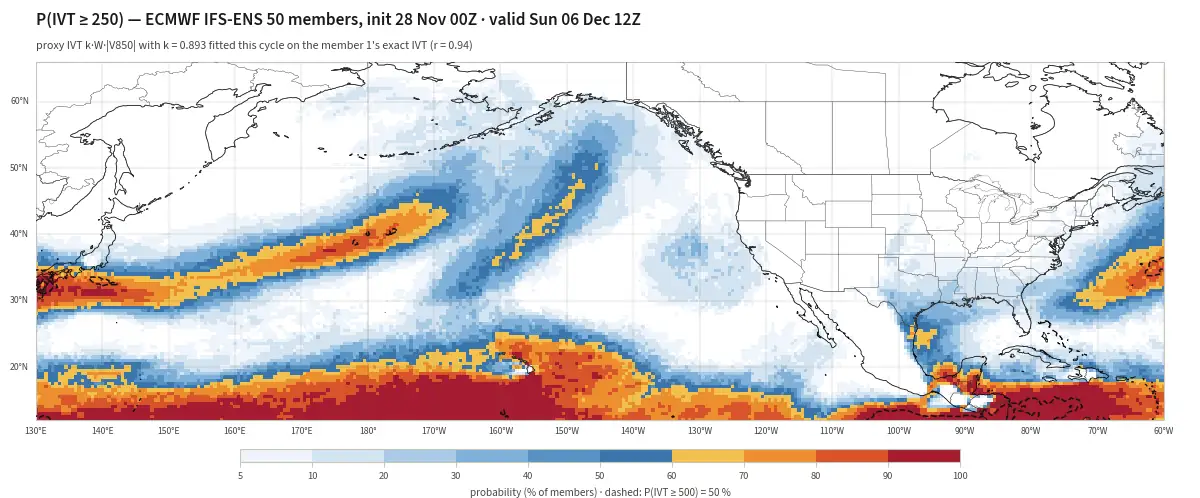 P(IVT ≥ 250) — ECMWF IFS-ENS 50 members, init 28 Nov 00Z · valid Sun 06 Dec 12Z
proxy IVT k·W·|V850| with k = 0.893 fitted this cycle on the member 1's exact IVT (r = 0.94)
60°N
50°N
40°N
30°N
20°N
130°E 140°E 150°E 160°E 170°E 180° 170°W 160°W 150°W 140°W 130°W 120°W 110°W 100°W 90°W 80°W 70°W 60°W
5 10 20 30 40 50 60 70 80 90 100
probability (% of members) · dashed: P(IVT ≥ 500) = 50 %